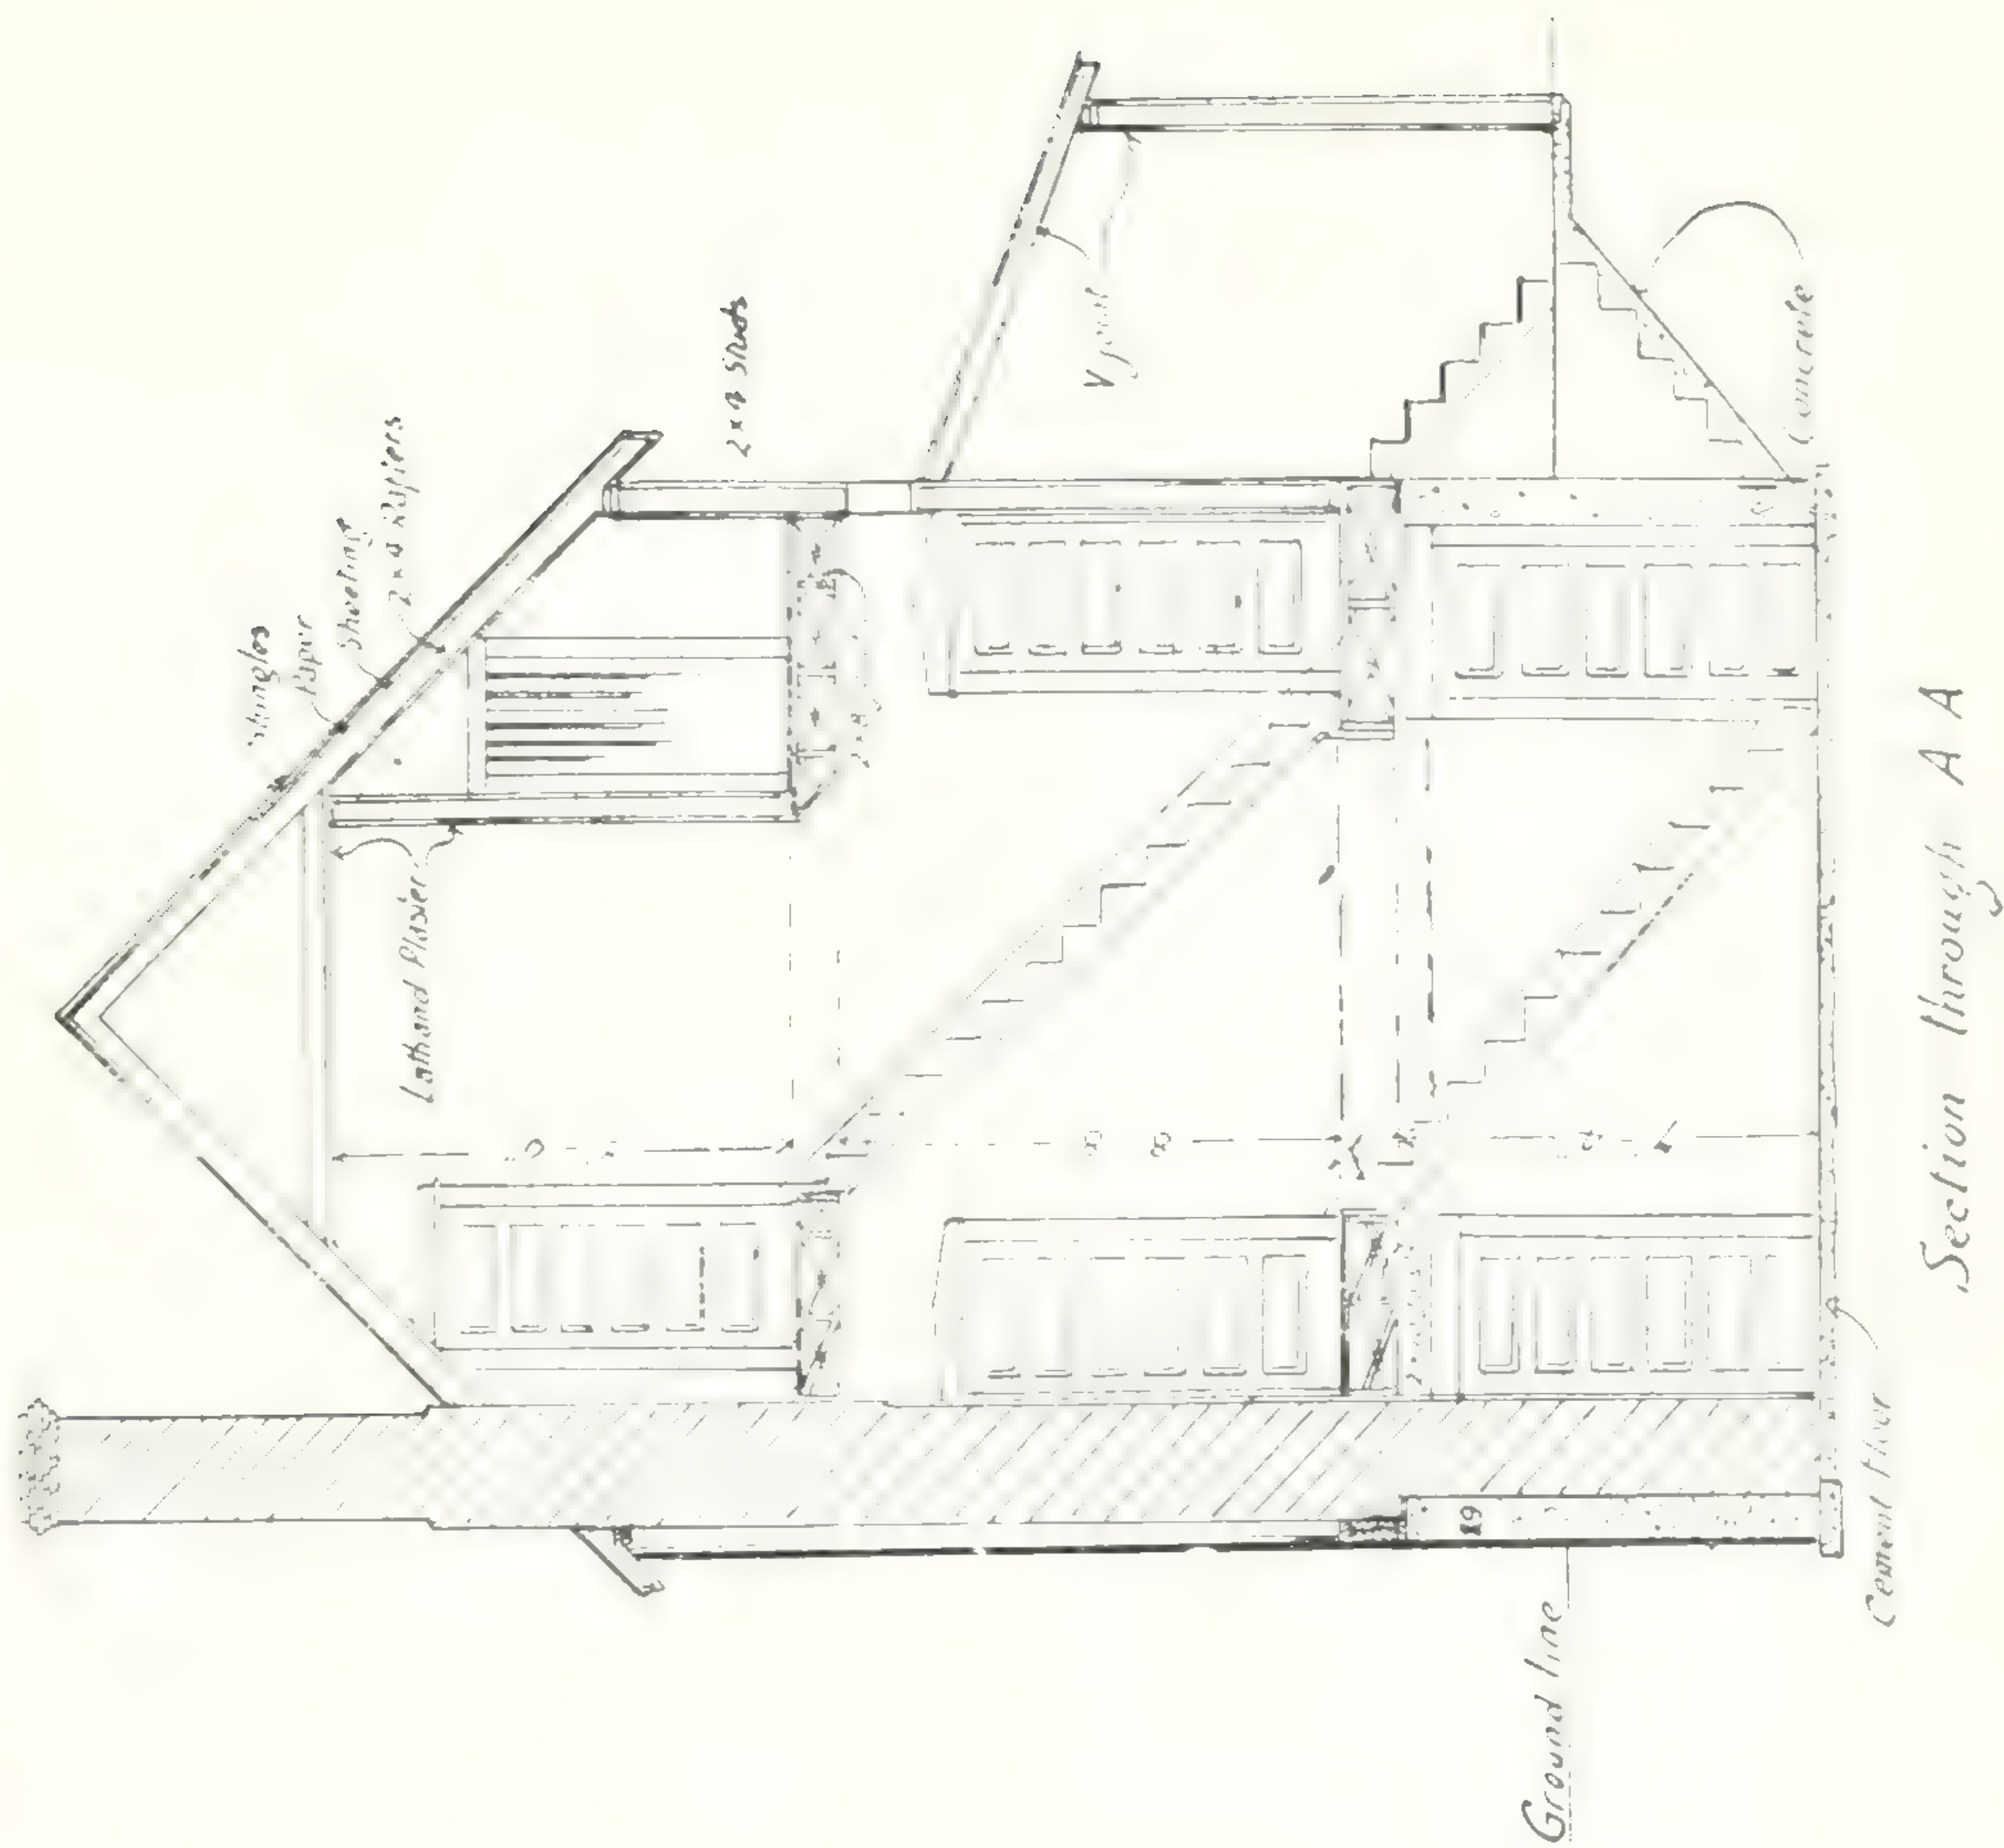 Shingles
Paper
Sheeting
2 x 4 Rafters
2 x 4 Studs
Lath and Plaster
V joint
Concrete
19
Ground line
Cement Floor
Section through A A